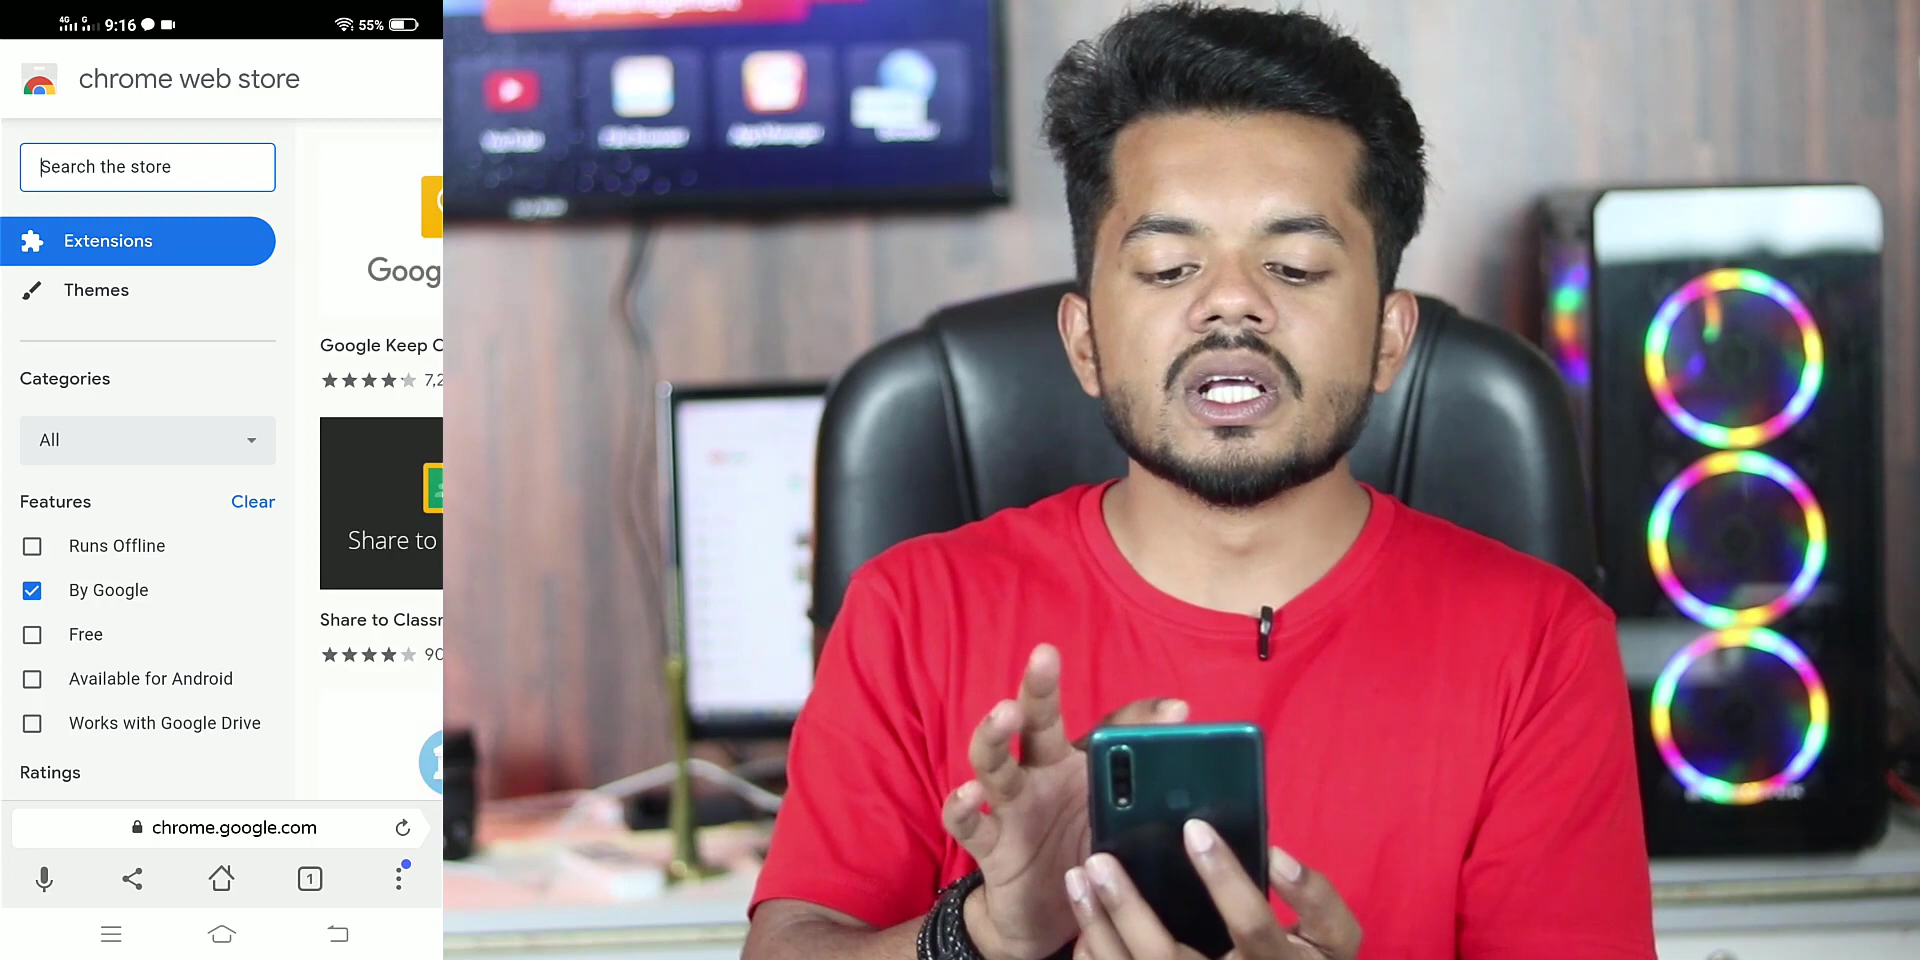 4G G 9:16 55%
chrome web store
Search the store
Extensions
Themes
Goog
Google Keep C
7,2
Share to
Share to Classr
90
Categories
All
Features Clear
Runs Offline
By Google
Free
Available for Android
Works with Google Drive
Ratings
chrome.google.com
1
YouTube